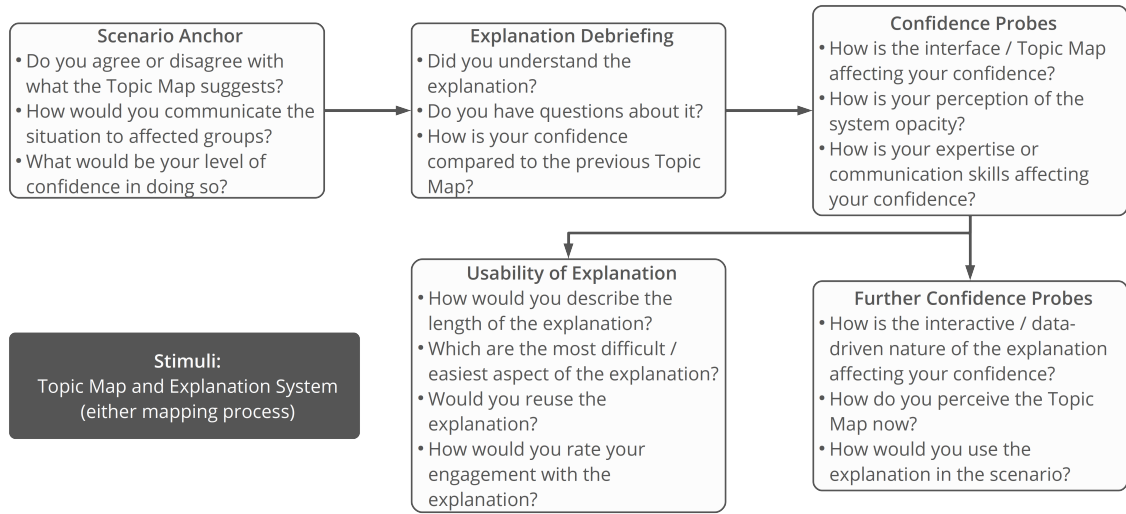 Scenario Anchor
• Do you agree or disagree with
what the Topic Map suggests?
• How would you communicate the
situation to affected groups?
• What would be your level of
confidence in doing so?
Explanation Debriefing
• Did you understand the
explanation?
• Do you have questions about it?
• How is your confidence
compared to the previous Topic
Map?
Confidence Probes
• How is the interface / Topic Map
affecting your confidence?
• How is your perception of the
system opacity?
• How is your expertise or
communication skills affecting
your confidence?
Stimuli:
Topic Map and Explanation System
(either mapping process)
Usability of Explanation
• How would you describe the
length of the explanation?
• Which are the most difficult /
easiest aspect of the explanation?
• Would you reuse the
explanation?
• How would you rate your
engagement with the
explanation?
Further Confidence Probes
• How is the interactive / data-
driven nature of the explanation
affecting your confidence?
• How do you perceive the Topic
Map now?
• How would you use the
explanation in the scenario?